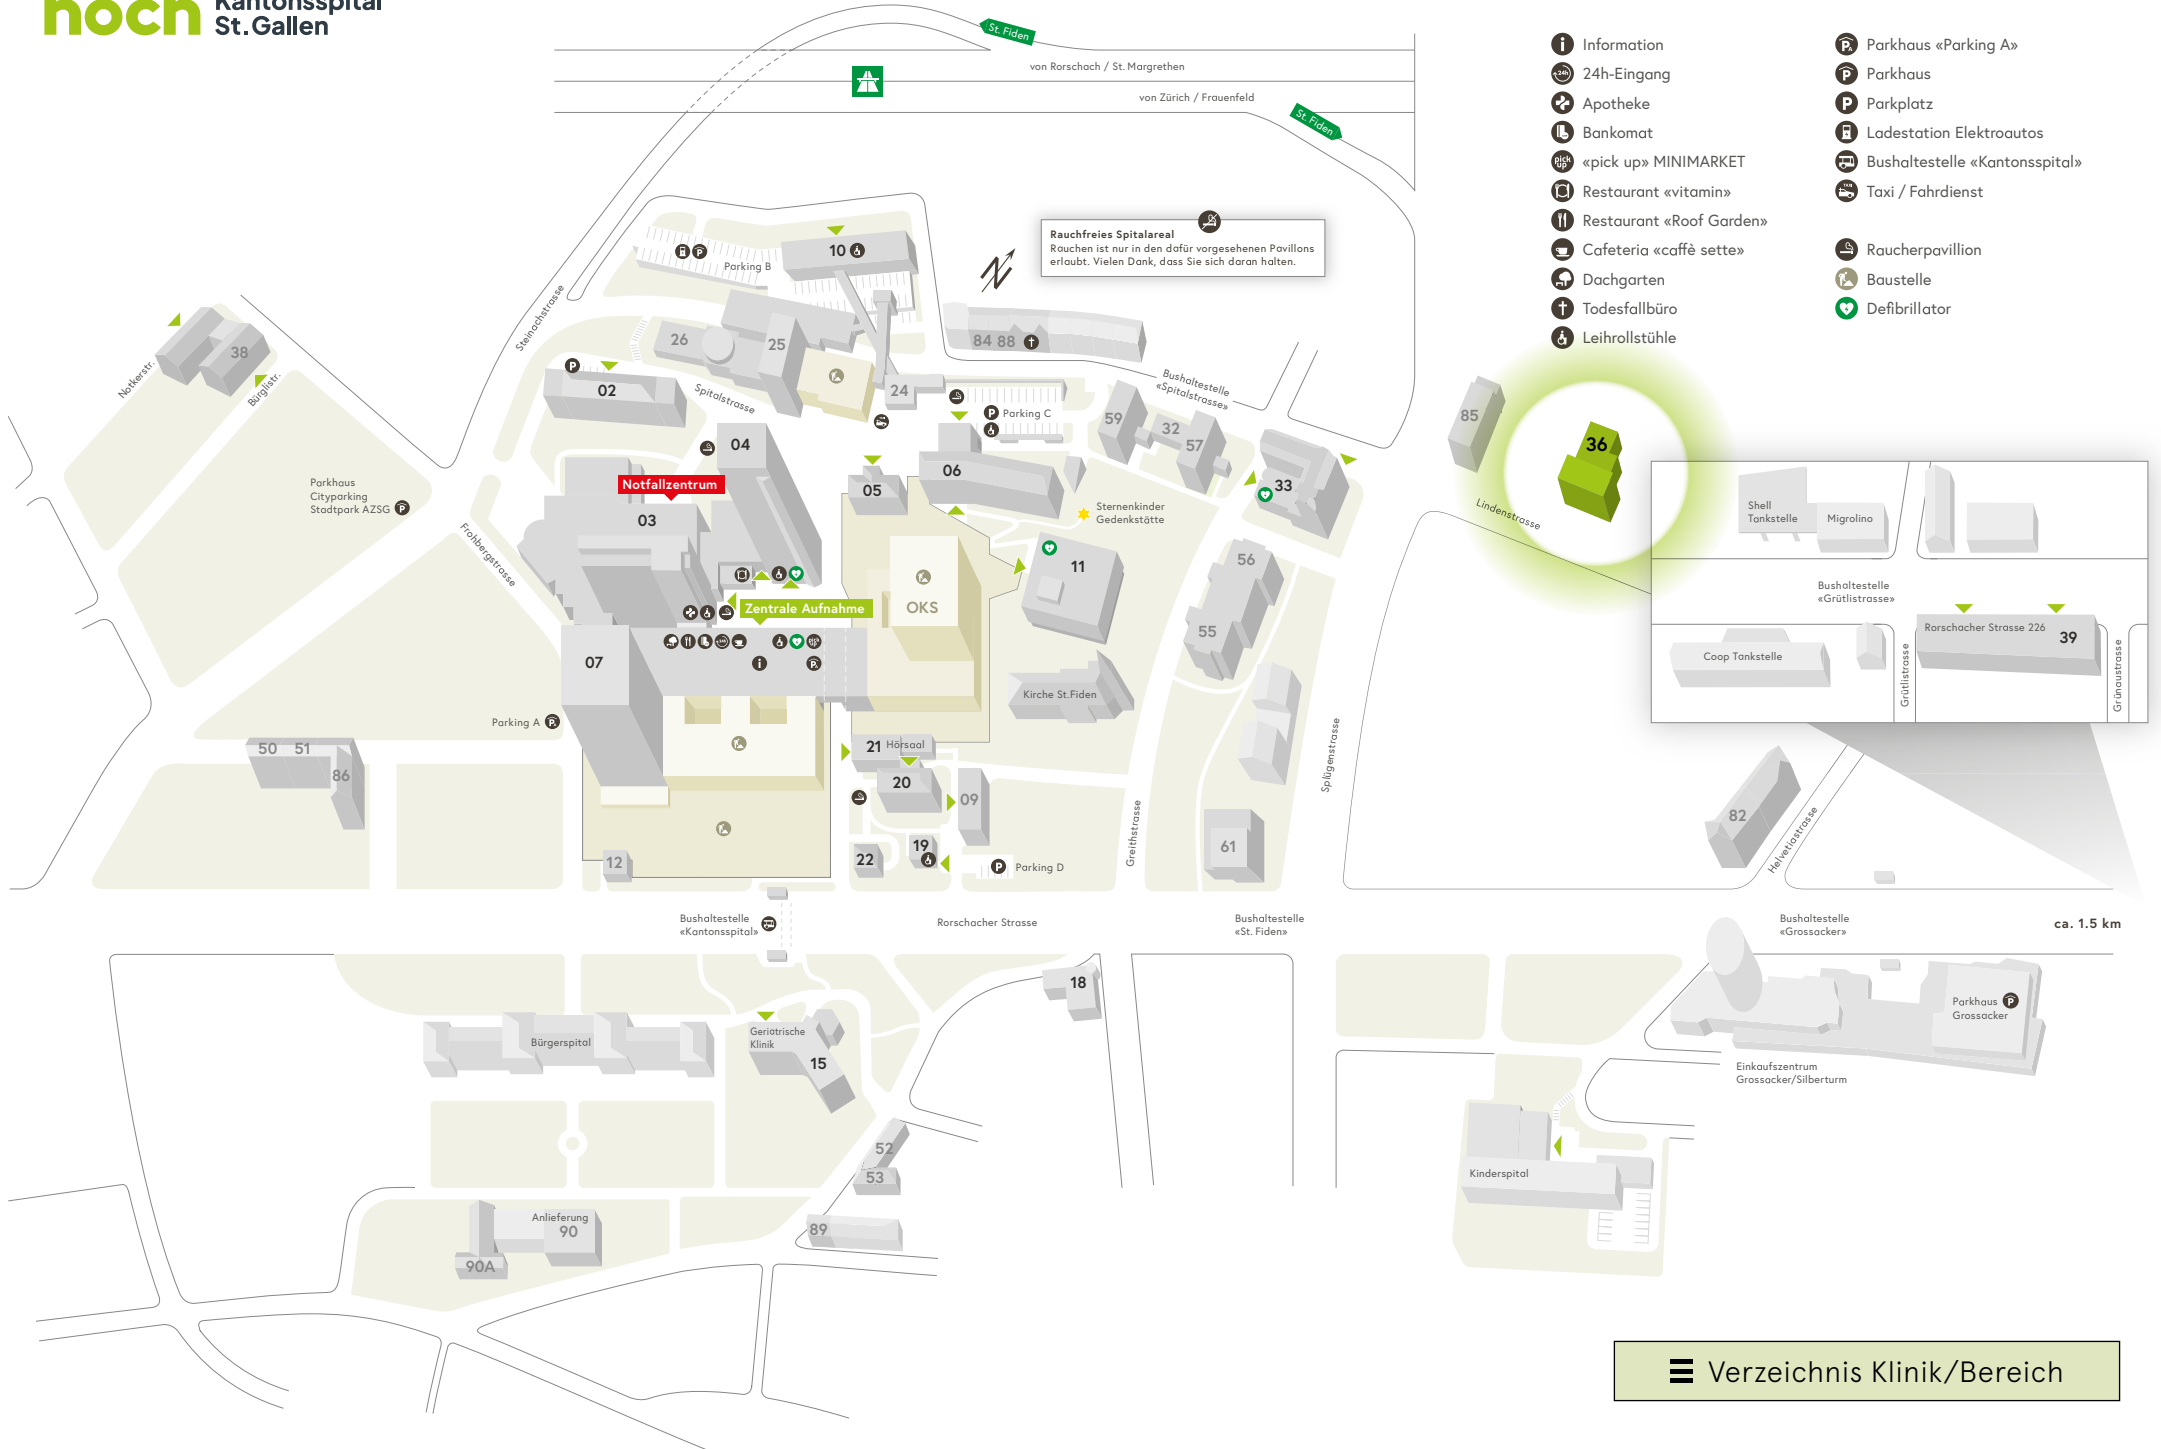 noch Kantonsspital
St.Gallen
St. Fiden
von Rorschach / St. Margrethen
von Zürich / Frauenfeld
St. Fiden
Information
24h-Eingang
Apotheke
Bankomat
«pick up» MINIMARKET
Restaurant «vitamin»
Restaurant «Roof Garden»
Cafeteria «caffè sette»
Dachgarten
Todesfallbüro
Leihrollstühle
Parkhaus «Parking A»
Parkhaus
Parkplatz
Ladestation Elektroautos
Bushaltestelle «Kantonsspital»
Taxi / Fahrdienst
Raucherpavillion
Baustelle
Defibrillator
Rauchfreies Spitalareal
Rauchen ist nur in den dafür vorgesehenen Pavillons
erlaubt. Vielen Dank, dass Sie sich daran halten.
N
10
Parking B
Steinachstrasse
26
25
84 88
38
Notkerstr.
Bürglistr.
02
Spitalstrasse
24
Bushaltestelle
«Spitalstrasse»
Parking C
59
32
57
85
36
04
Notfallzentrum
03
05
06
33
Lindenstrasse
Parkhaus
Cityparking
Stadtpark AZSG
Frohbergstrasse
Sternenkinder
Gedenkstätte
11
56
55
OKS
Zentrale Aufnahme
07
Kirche St.Fiden
Shell
Tankstelle
Migrolino
Bushaltestelle
«Grütlistrasse»
Rorschacher Strasse 226
39
Coop Tankstelle
Grütlistrasse
Grünaustrasse
Parking A
50 51
86
21 Hörsaal
20
09
Splügenstrasse
Greithstrasse
82
Helvetiastrasse
61
12
22
19
Parking D
Bushaltestelle
«Kantonsspital»
Rorschacher Strasse
Bushaltestelle
«St. Fiden»
Bushaltestelle
«Grossacker»
ca. 1.5 km
18
Bürgerspital
Geriatrische
Klinik
15
Parkhaus
Grossacker
Einkaufszentrum
Grossacker/Silberturm
52
53
89
Kinderspital
Anlieferung
90
90A
Verzeichnis Klinik/Bereich